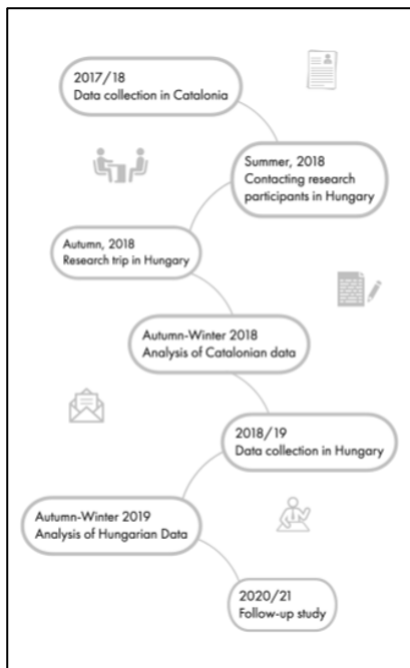 2017/18
Data collection in Catalonia
Summer, 2018
Contacting research
participants in Hungary
Autumn, 2018
Research trip in Hungary
Autumn-Winter 2018
Analysis of Catalonian data
2018/19
Data collection in Hungary
Autumn-Winter 2019
Analysis of Hungarian Data
2020/21
Follow-up study